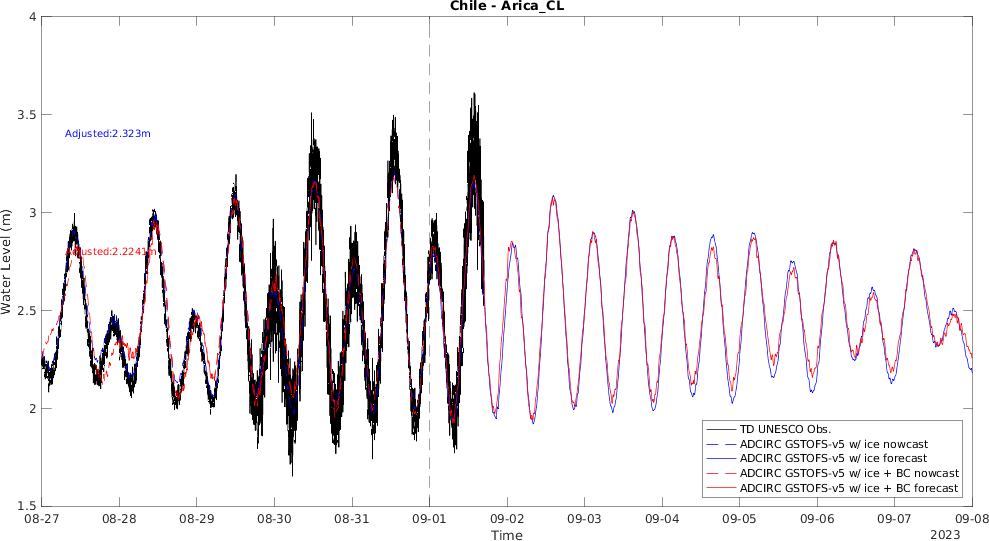 Chile - Arica_CL
4
3.5
3
2.5
2
1.5
Water Level (m)
Adjusted:2.323m
Adjusted:2.2241m
TD UNESCO Obs.
ADCIRC GSTOFS-v5 w/ ice nowcast
ADCIRC GSTOFS-v5 w/ ice forecast
ADCIRC GSTOFS-v5 w/ ice + BC nowcast
ADCIRC GSTOFS-v5 w/ ice + BC forecast
08-27 08-28 08-29 08-30 08-31 09-01 09-02 09-03 09-04 09-05 09-06 09-07 09-08
Time
2023